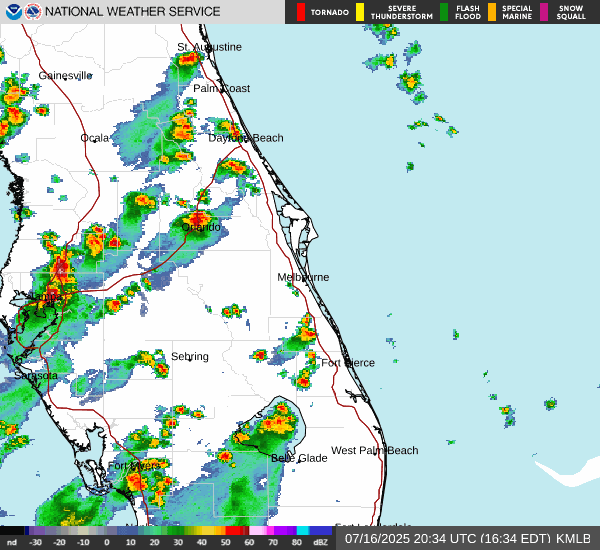 NATIONAL WEATHER SERVICE
TORNADO
SEVERE THUNDERSTORM
FLASH FLOOD
SPECIAL MARINE
SNOW SQUALL
St. Augustine
Gainesville
Palm Coast
Ocala
Daytona Beach
Orlando
Melbourne
Sebring
Fort Pierce
Sarasota
West Palm Beach
Belle Glade
Fort Myers
Fort Lauderdale
nd -30 -20 -10 0 10 20 30 40 50 60 70 80 dBZ
07/16/2025 20:34 UTC (16:34 EDT) KMLB